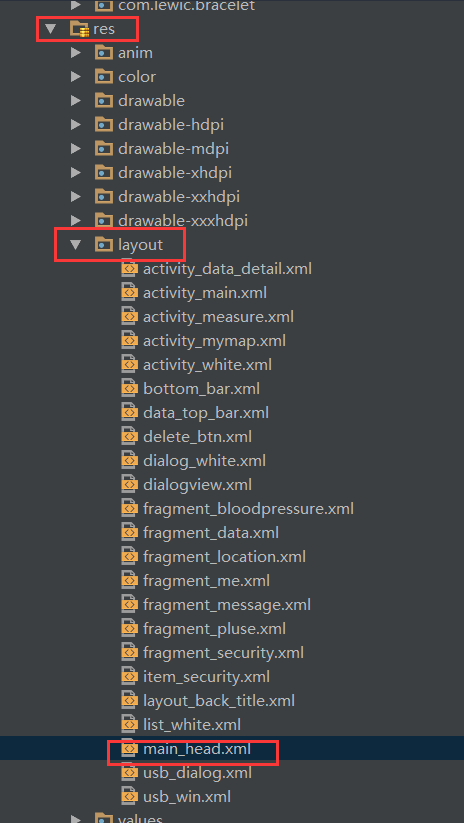 com.lewic.bracelet
res
anim
color
drawable
drawable-hdpi
drawable-mdpi
drawable-xhdpi
drawable-xxhdpi
drawable-xxxhdpi
layout
activity_data_detail.xml
activity_main.xml
activity_measure.xml
activity_mymap.xml
activity_white.xml
bottom_bar.xml
data_top_bar.xml
delete_btn.xml
dialog_white.xml
dialogview.xml
fragment_bloodpressure.xml
fragment_data.xml
fragment_location.xml
fragment_me.xml
fragment_message.xml
fragment_pluse.xml
fragment_security.xml
item_security.xml
layout_back_title.xml
list_white.xml
main_head.xml
usb_dialog.xml
usb_win.xml
values